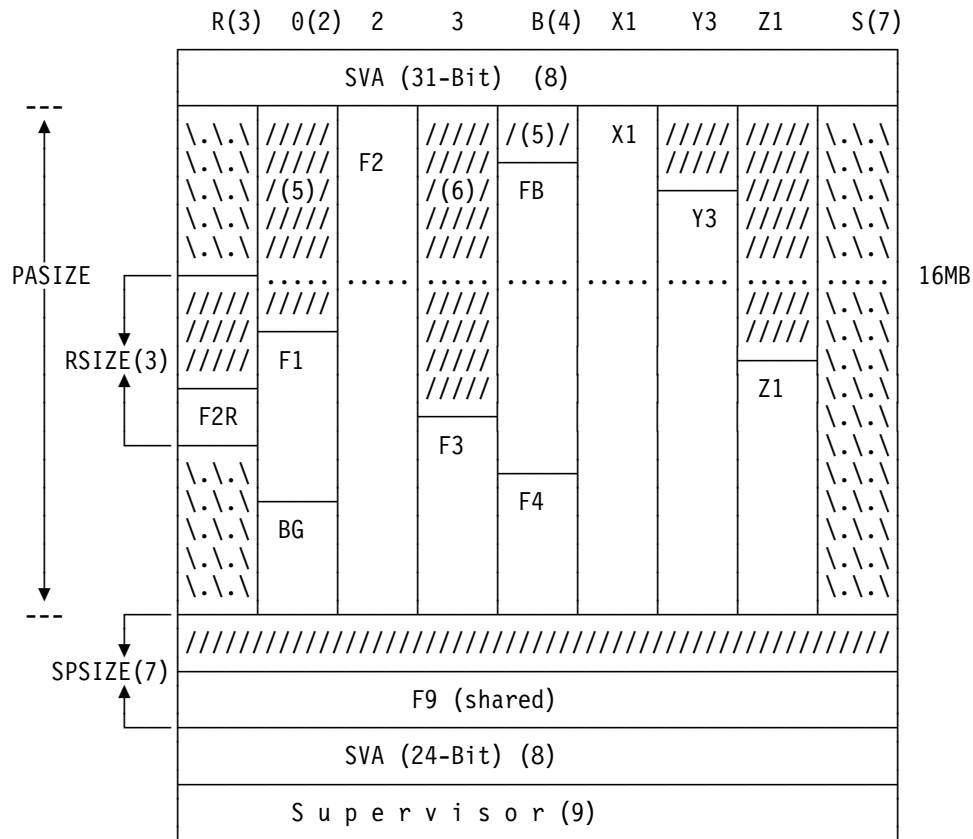 R(3) 0(2) 2 3 B(4) X1 Y3 Z1 S(7)
SVA (31-Bit) (8)
---
\.\.\ ///// ///// /(5)/ X1 ///// ///// \.\.\
\.\.\ ///// F2 ///// ///// ///// \.\.\
\.\.\ /(5)/ /(6)/ FB ///// \.\.\
\.\.\ ///// ///// Y3 ///// \.\.\
\.\.\ ///// ///// ///// \.\.\
PASIZE ..... ..... ..... ..... ..... ..... ..... ..... 16MB
///// ///// ///// ///// \.\.\
///// ///// ///// \.\.\
RSIZE(3) ///// F1 ///// \.\.\
///// Z1 \.\.\
F2R F3 \.\.\
\.\.\ \.\.\
\.\.\ F4 \.\.\
\.\.\ BG \.\.\
\.\.\ \.\.\
\.\.\ \.\.\
---
////////////////////////////////////////////
SPSIZE(7)
F9 (shared)
SVA (24-Bit) (8)
S u p e r v i s o r (9)